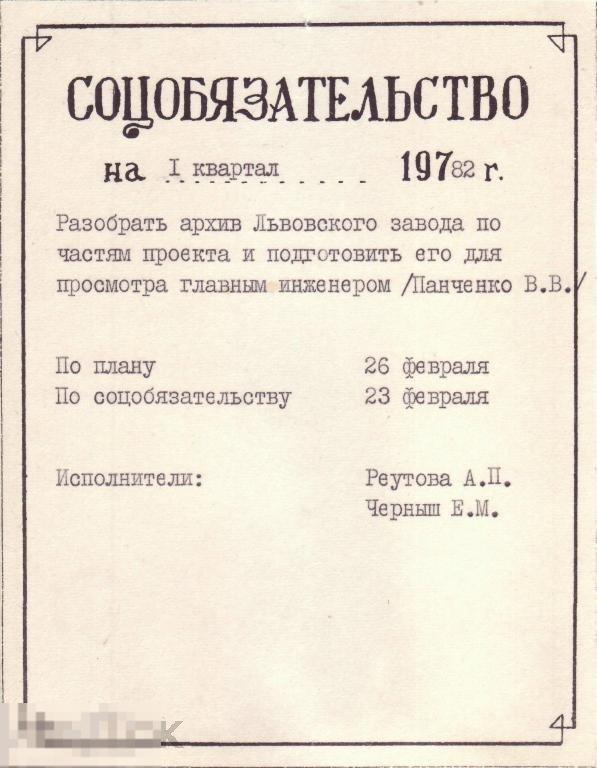 СОЦОБЯЗАТЕЛЬСТВО
на I квартал 19782 г.
Разобрать архив Львовского завода по
частям проекта и подготовить его для
просмотра главным инженером /Панченко В.В./
По плану 26 февраля
По соцобязательству 23 февраля
Исполнители: Реутова А.П.
Черныш Е.М.